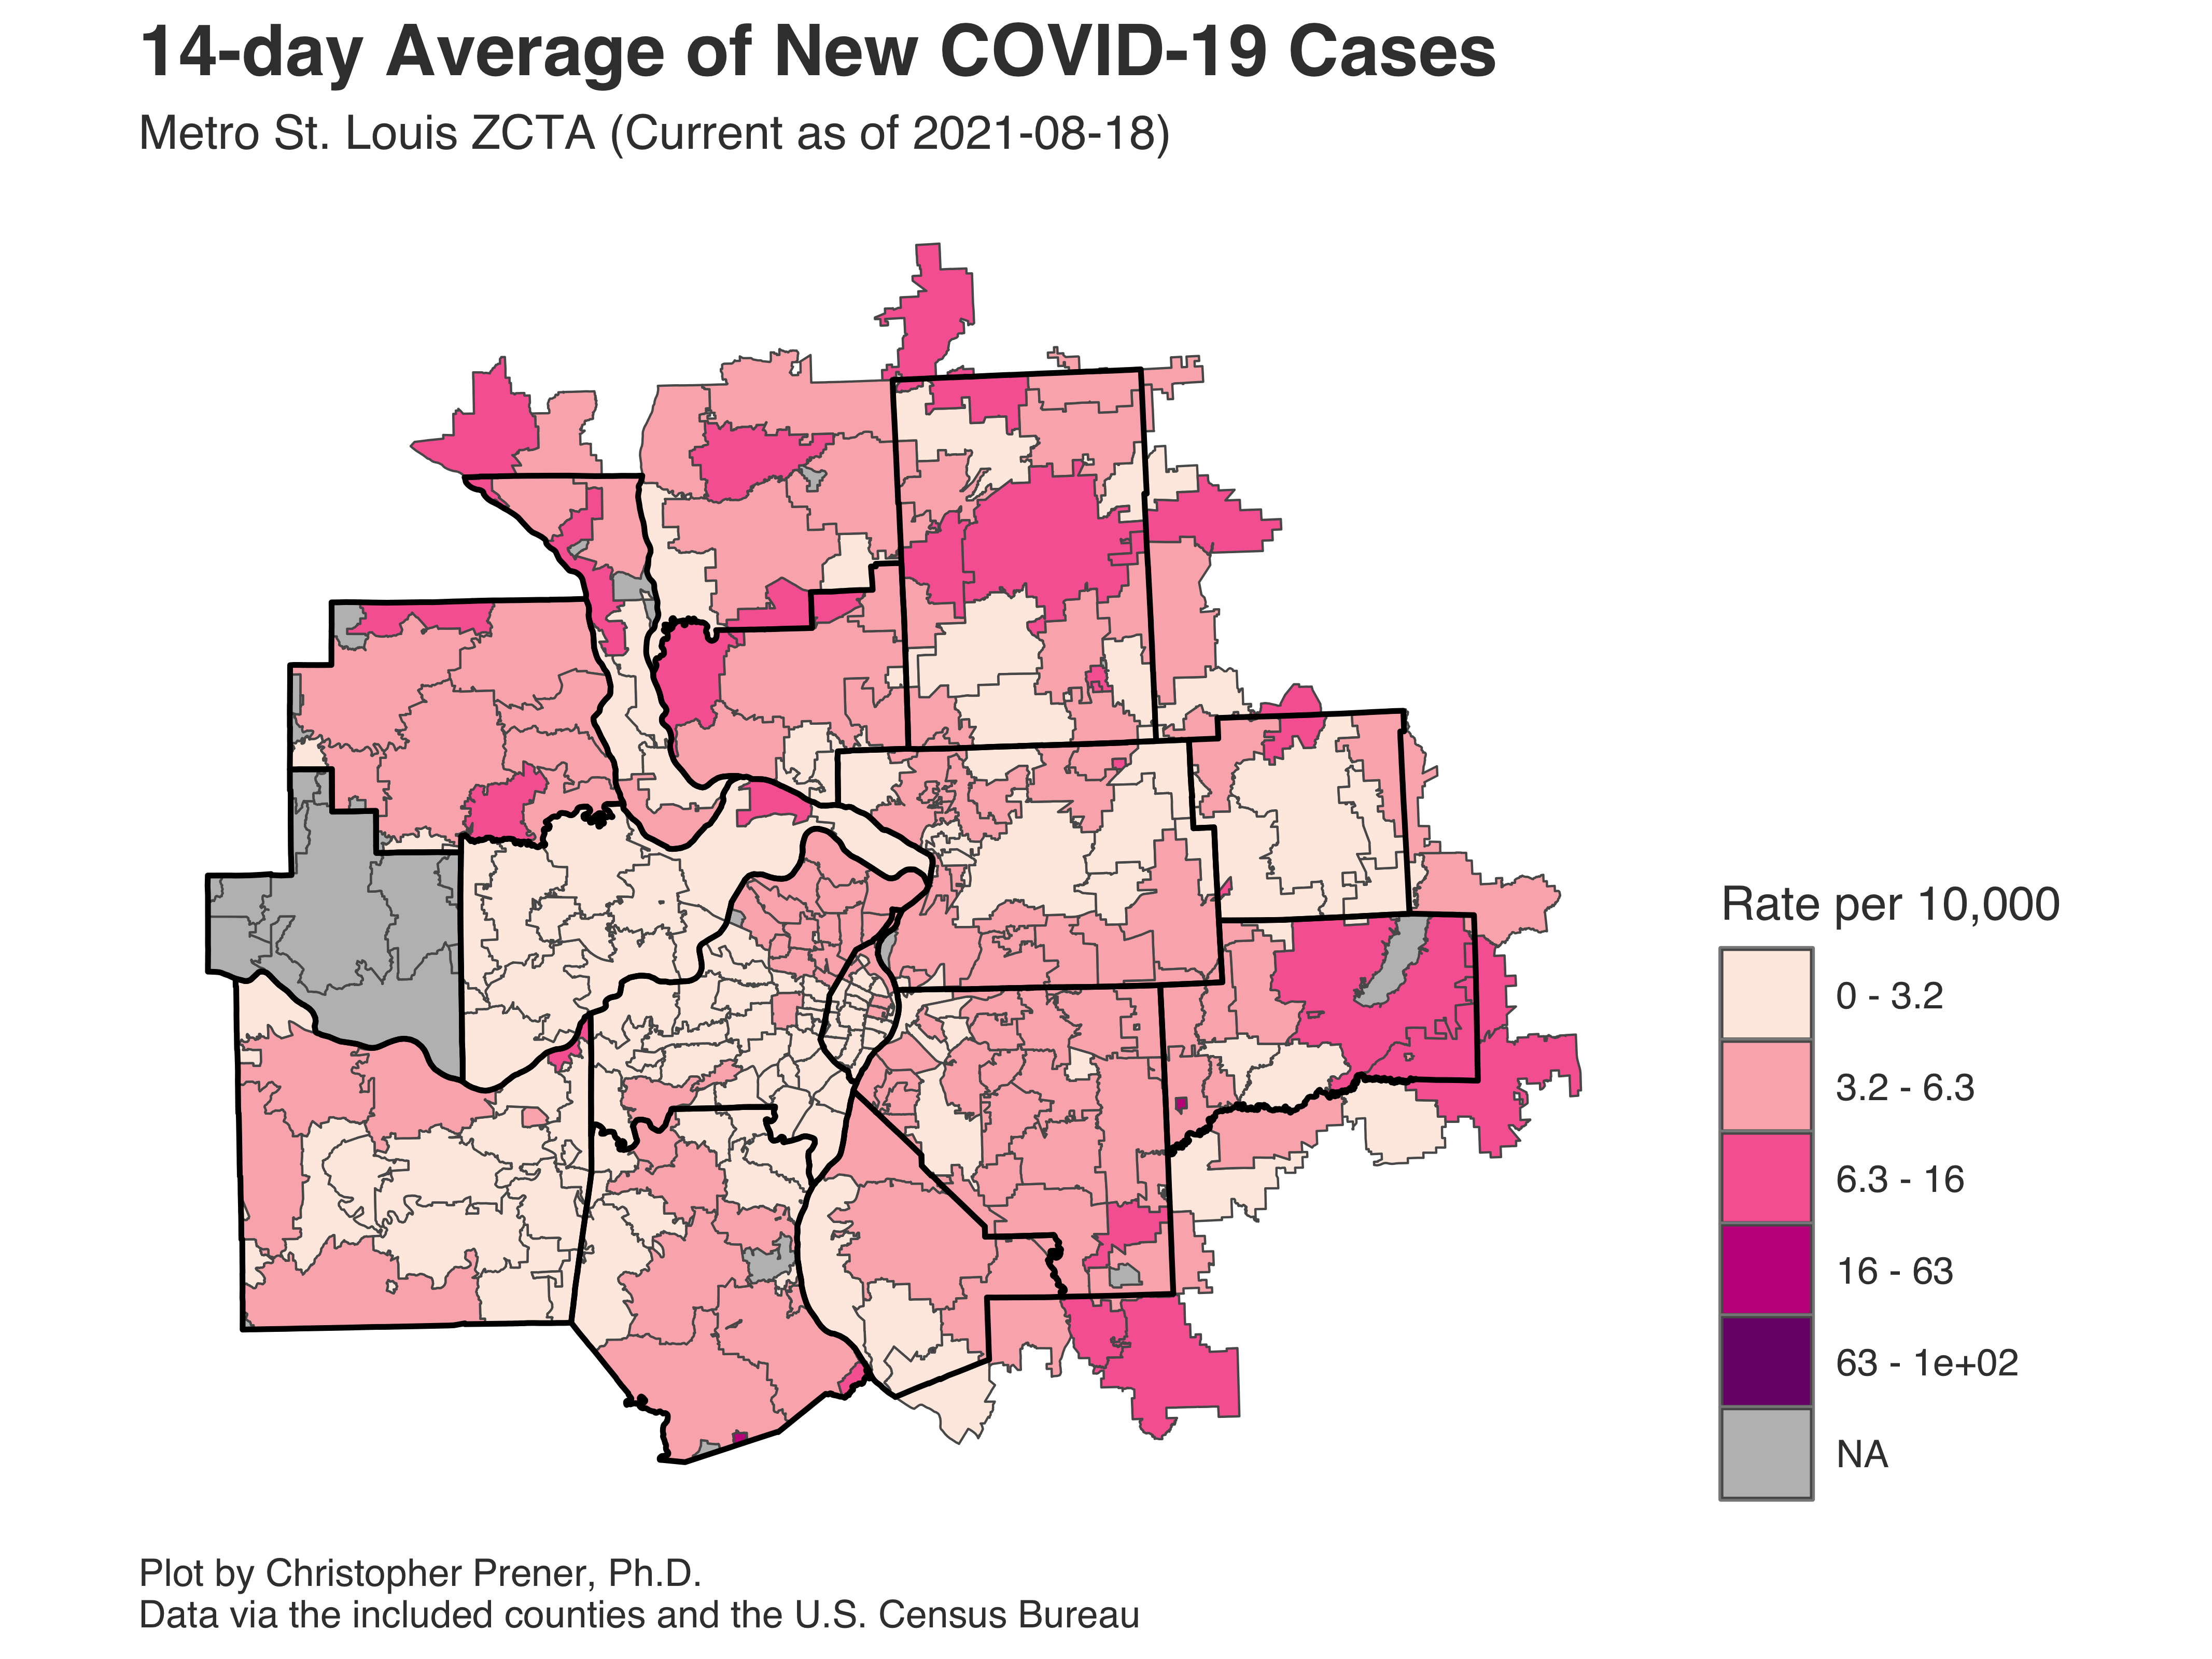 14-day Average of New COVID-19 Cases
Metro St. Louis ZCTA (Current as of 2021-08-18)
Rate per 10,000
0 - 3.2
3.2 - 6.3
6.3 - 16
16 - 63
63 - 1e+02
NA
Plot by Christopher Prener, Ph.D.
Data via the included counties and the U.S. Census Bureau